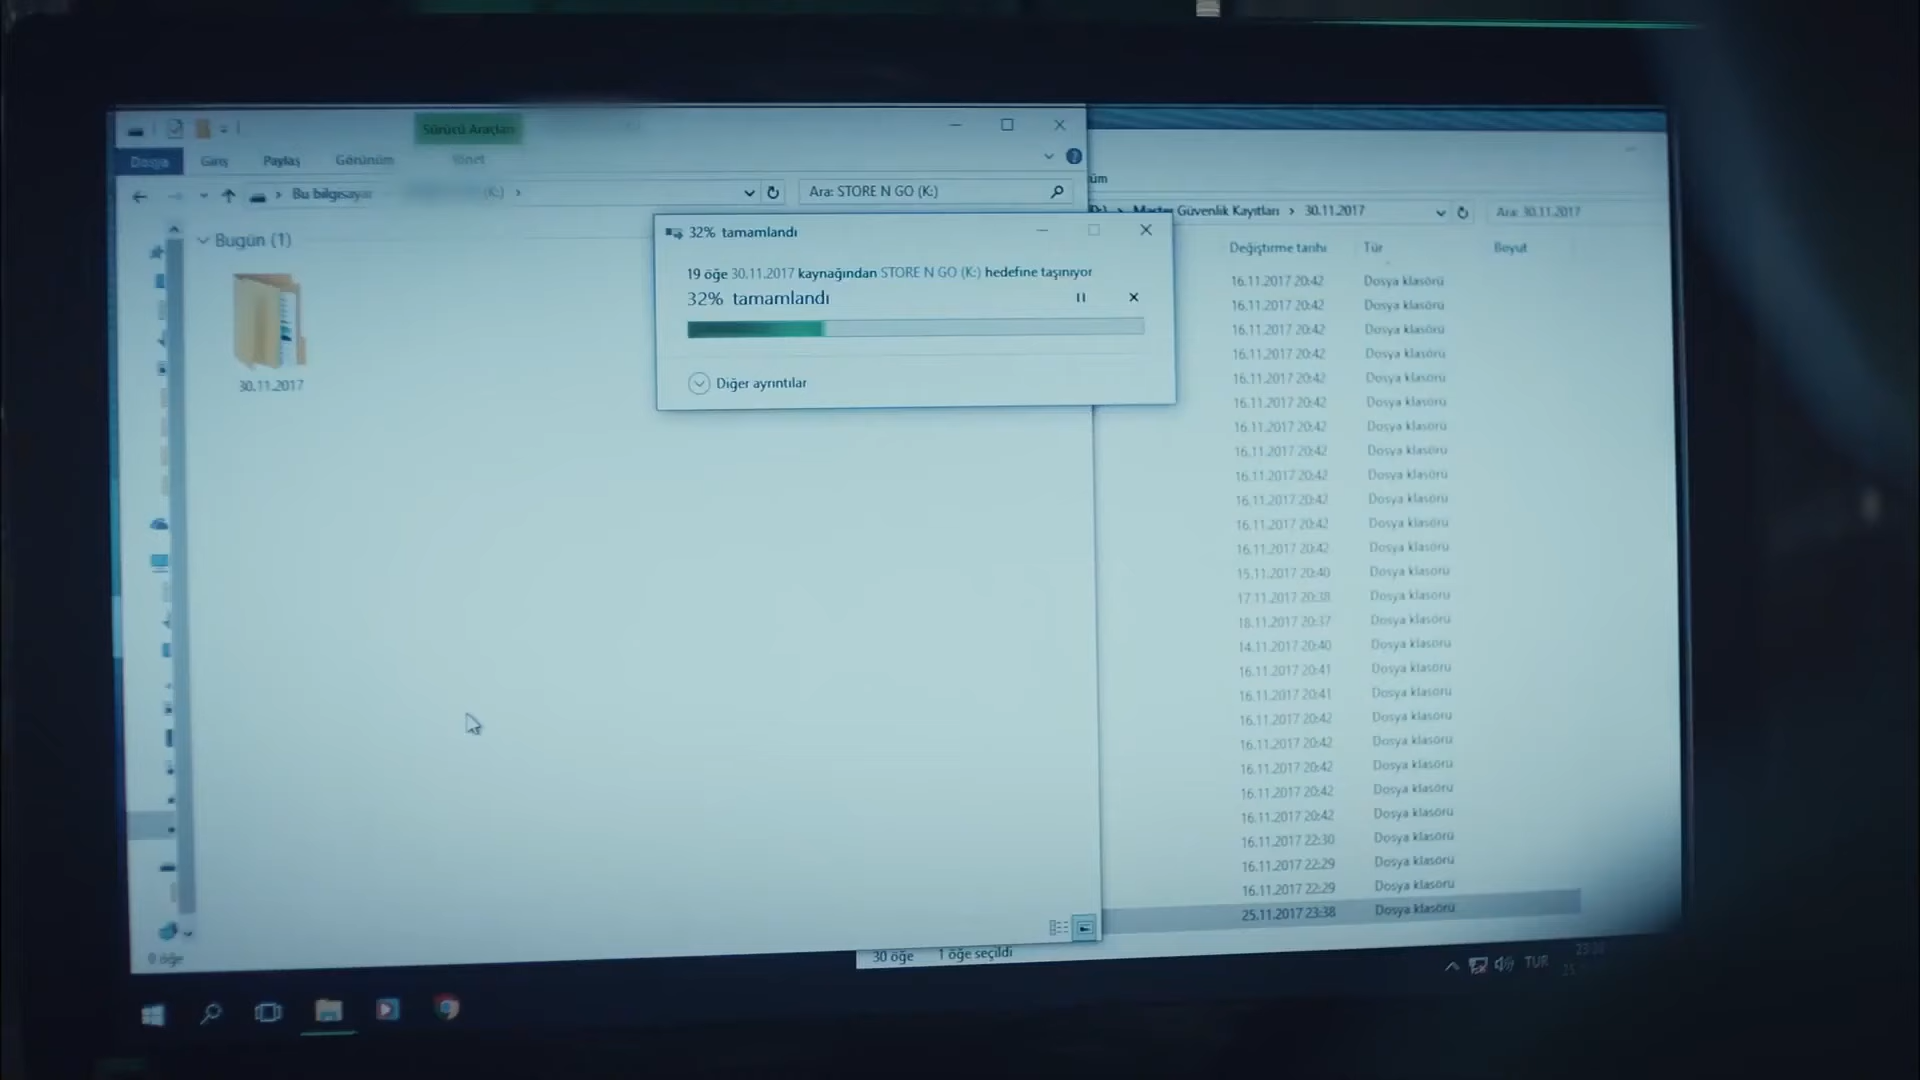 Sürücü Araçları
Dosya Giriş Paylaş Görünüm Yönet
Bu bilgisayar (K:)
Ara: STORE N GO (K:)
Bugün (1)
30.11.2017
0 öğe
32% tamamlandı
19 öğe 30.11.2017 kaynağından STORE N GO (K:) hedefine taşınıyor
32% tamamlandı
Diğer ayrıntılar
Master Güvenlik Kayıtları 30.11.2017
Ara: 30.11.2017
Değiştirme tarihi Tür Boyut
16.11.2017 20:42 Dosya klasörü
16.11.2017 20:42 Dosya klasörü
16.11.2017 20:42 Dosya klasörü
16.11.2017 20:42 Dosya klasörü
16.11.2017 20:42 Dosya klasörü
16.11.2017 20:42 Dosya klasörü
16.11.2017 20:42 Dosya klasörü
16.11.2017 20:42 Dosya klasörü
16.11.2017 20:42 Dosya klasörü
16.11.2017 20:42 Dosya klasörü
16.11.2017 20:42 Dosya klasörü
16.11.2017 20:42 Dosya klasörü
15.11.2017 20:40 Dosya klasörü
17.11.2017 20:38 Dosya klasörü
18.11.2017 20:37 Dosya klasörü
14.11.2017 20:40 Dosya klasörü
16.11.2017 20:41 Dosya klasörü
16.11.2017 20:41 Dosya klasörü
16.11.2017 20:42 Dosya klasörü
16.11.2017 20:42 Dosya klasörü
16.11.2017 20:42 Dosya klasörü
16.11.2017 20:42 Dosya klasörü
16.11.2017 20:42 Dosya klasörü
16.11.2017 22:30 Dosya klasörü
16.11.2017 22:29 Dosya klasörü
16.11.2017 22:29 Dosya klasörü
25.11.2017 23:38 Dosya klasörü
30 öğe 1 öğe seçildi
TUR